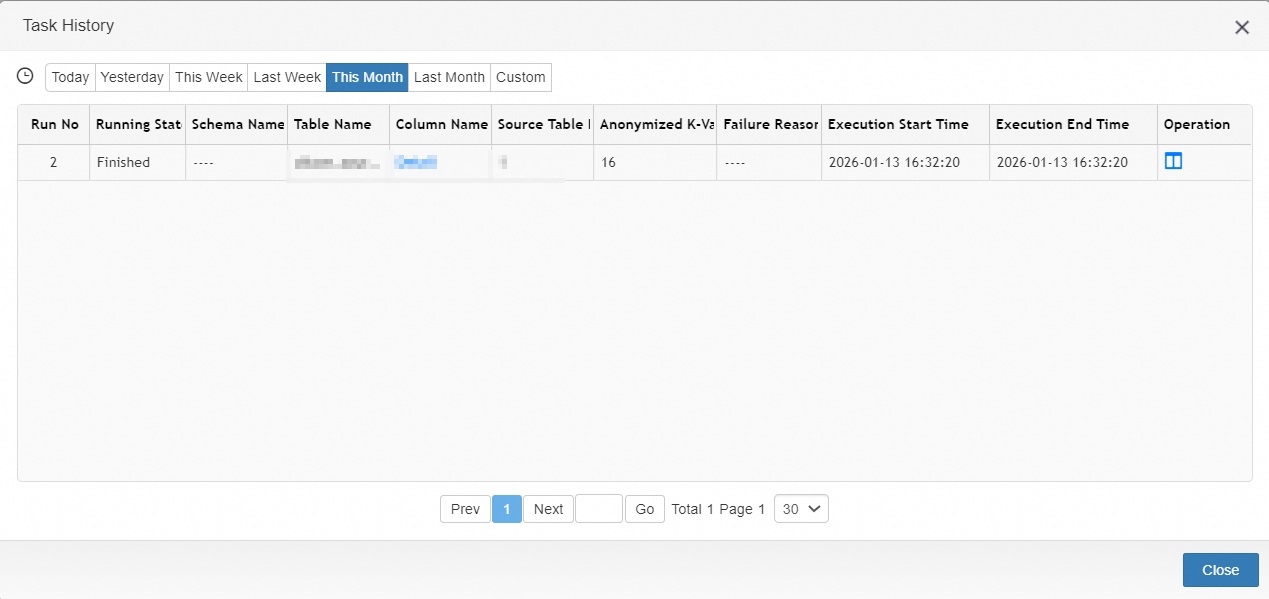 Task History
Today Yesterday This Week Last Week This Month Last Month Custom
Run No Running Stat Schema Name Table Name Column Name Source Table Anonymized K-Va Failure Reason Execution Start Time Execution End Time Operation
2 Finished ---- 16 ---- 2026-01-13 16:32:20 2026-01-13 16:32:20
Prev 1 Next Go Total 1 Page 1 30
Close